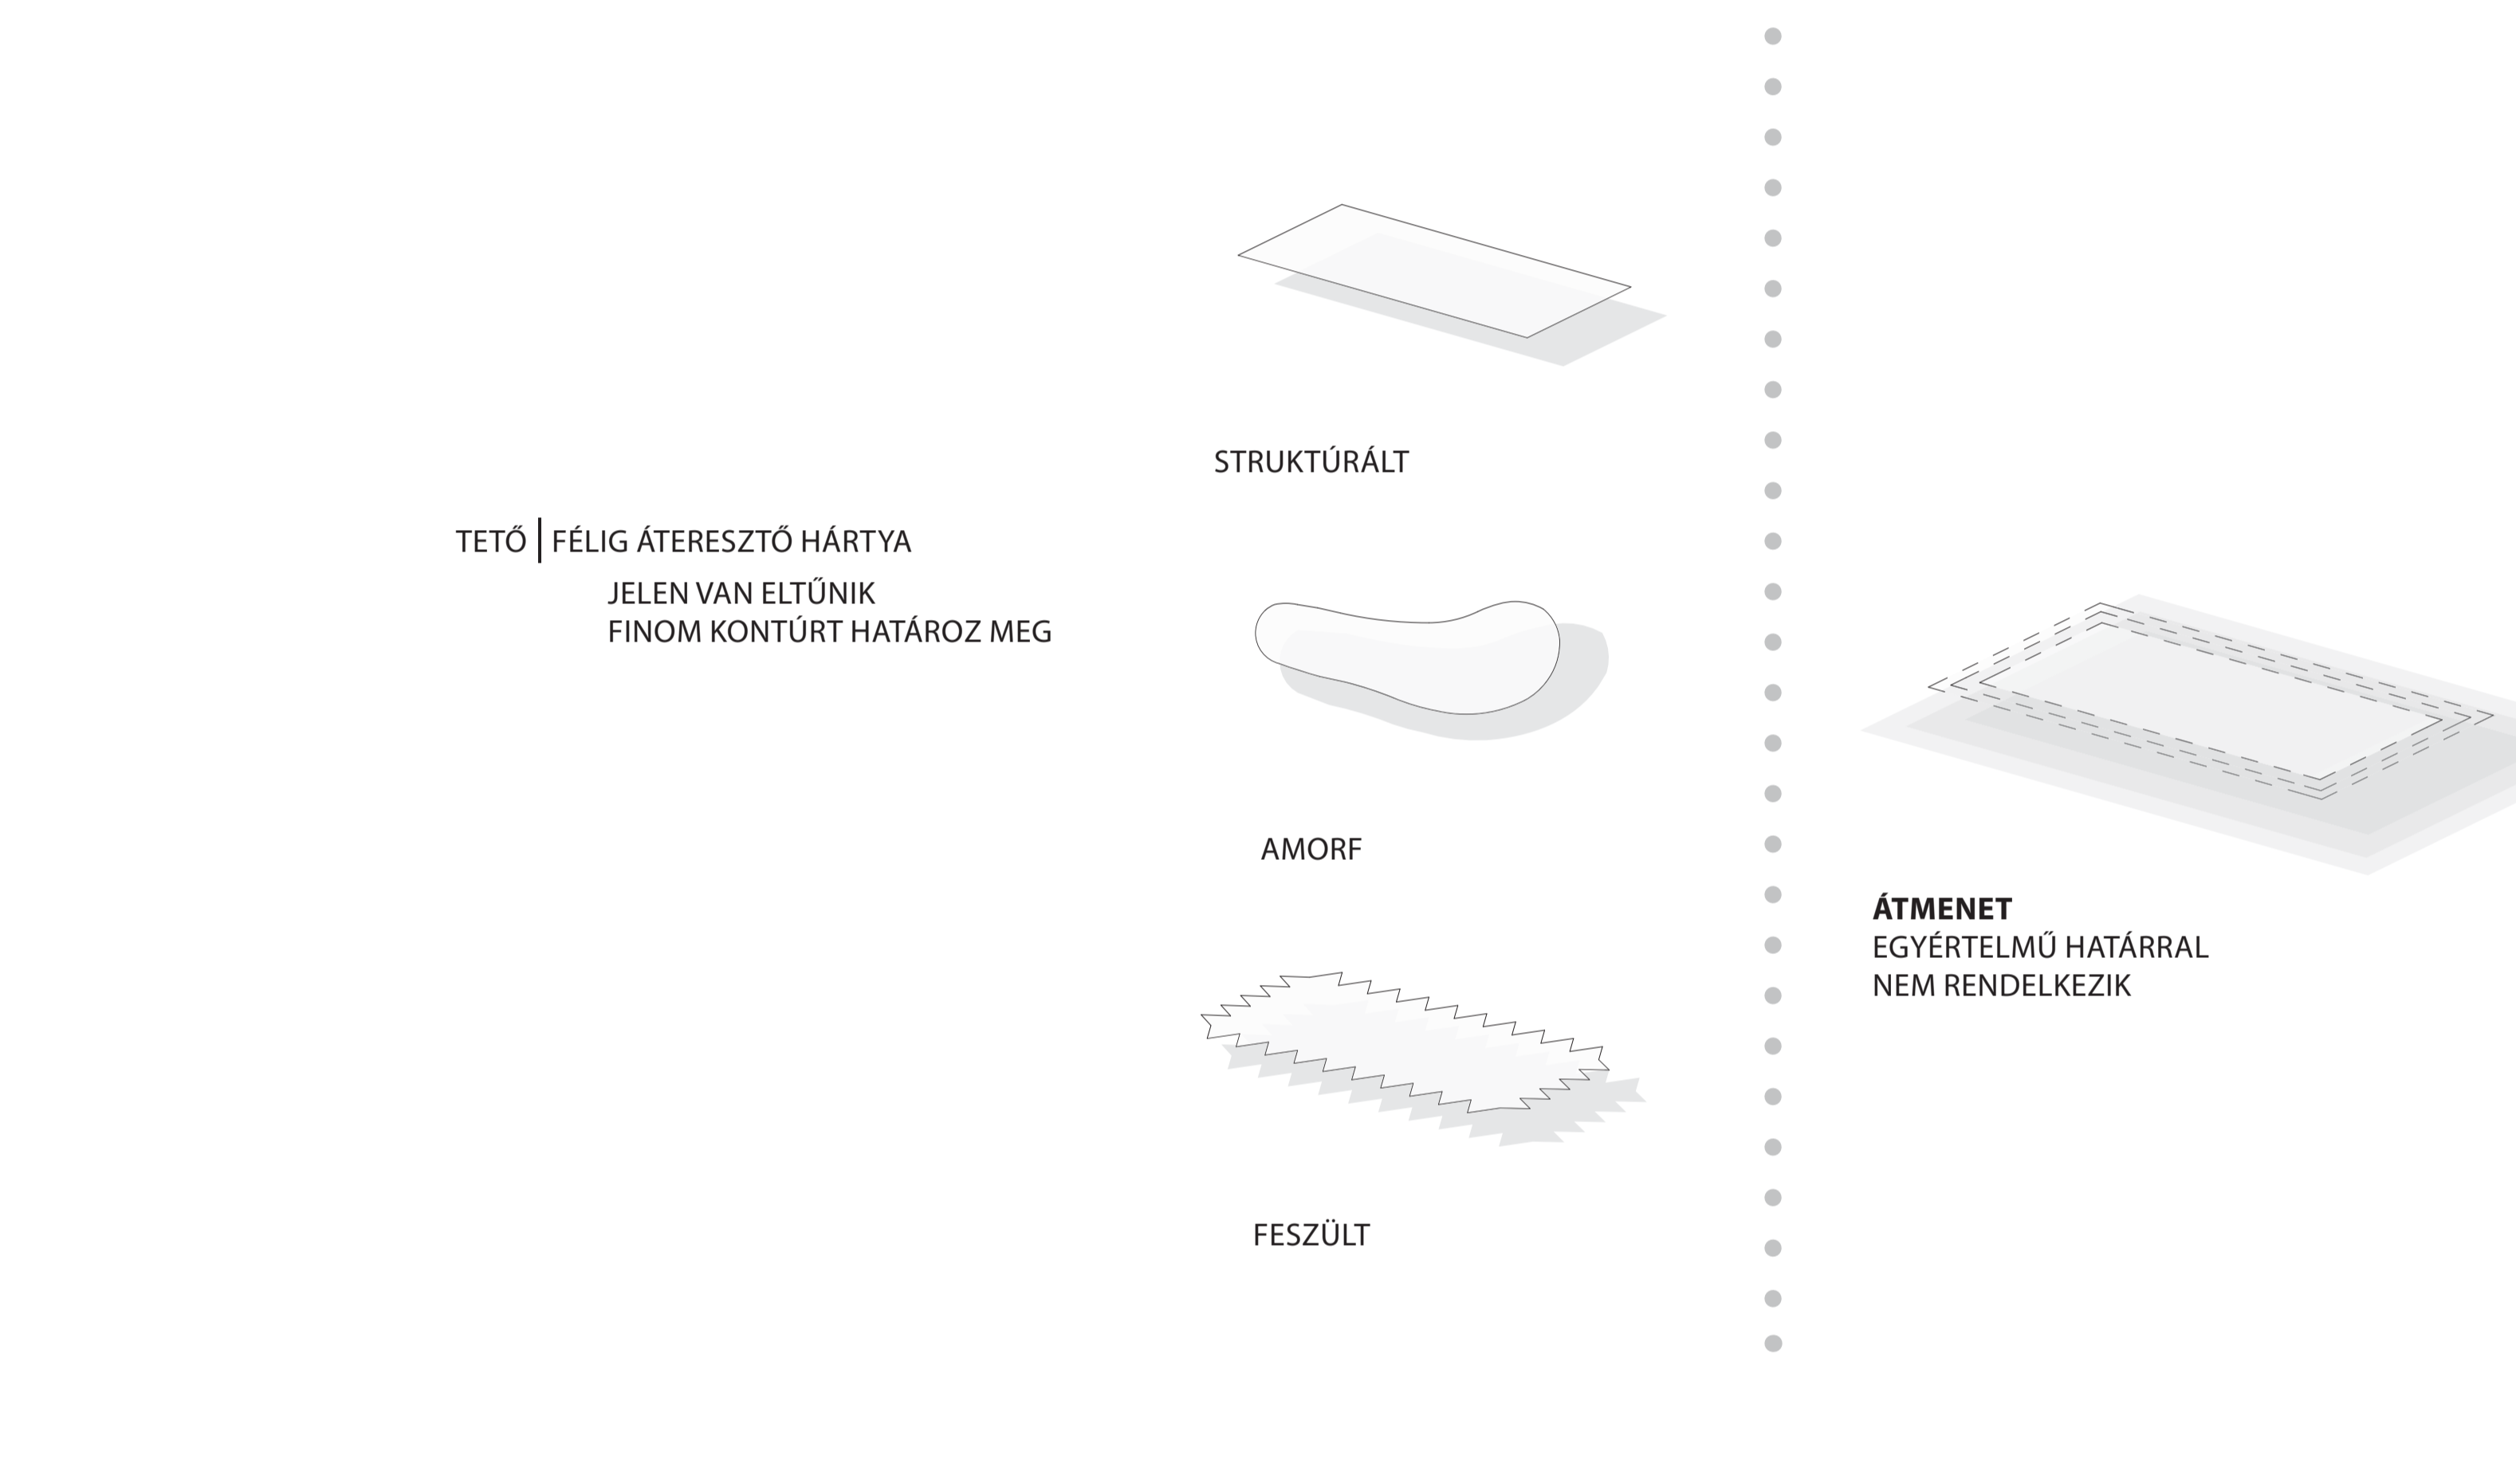 TETŐ | FÉLIG ÁTERESZTŐ HÁRTYA
JELEN VAN ELTŰNIK
FINOM KONTÚRT HATÁROZ MEG
STRUKTÚRÁLT
AMORF
FESZÜLT
ÁTMENET
EGYÉRTELMŰ HATÁRRAL
NEM RENDELKEZIK